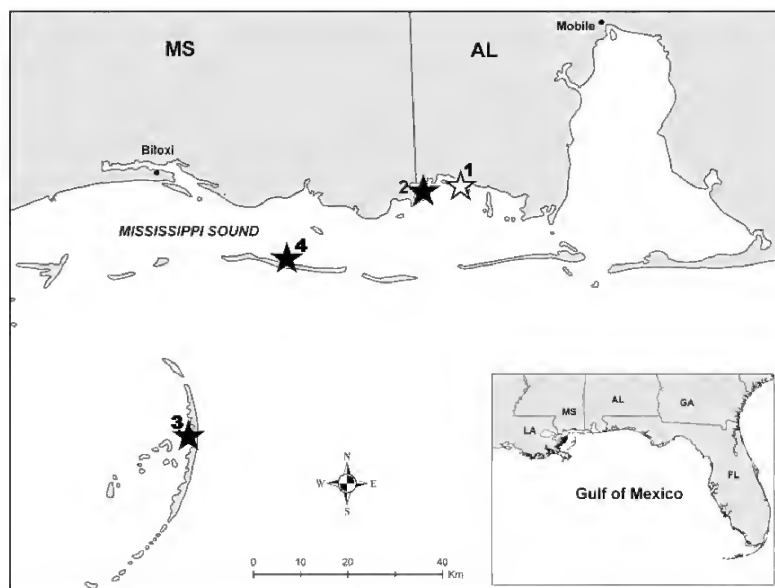 MS
AL
Mobile
Biloxi
1
2
MISSISSIPPI SOUND
4
3
N
W E
S
0 10 20 40
Km
AL
GA
MS
LA
FL
Gulf of Mexico